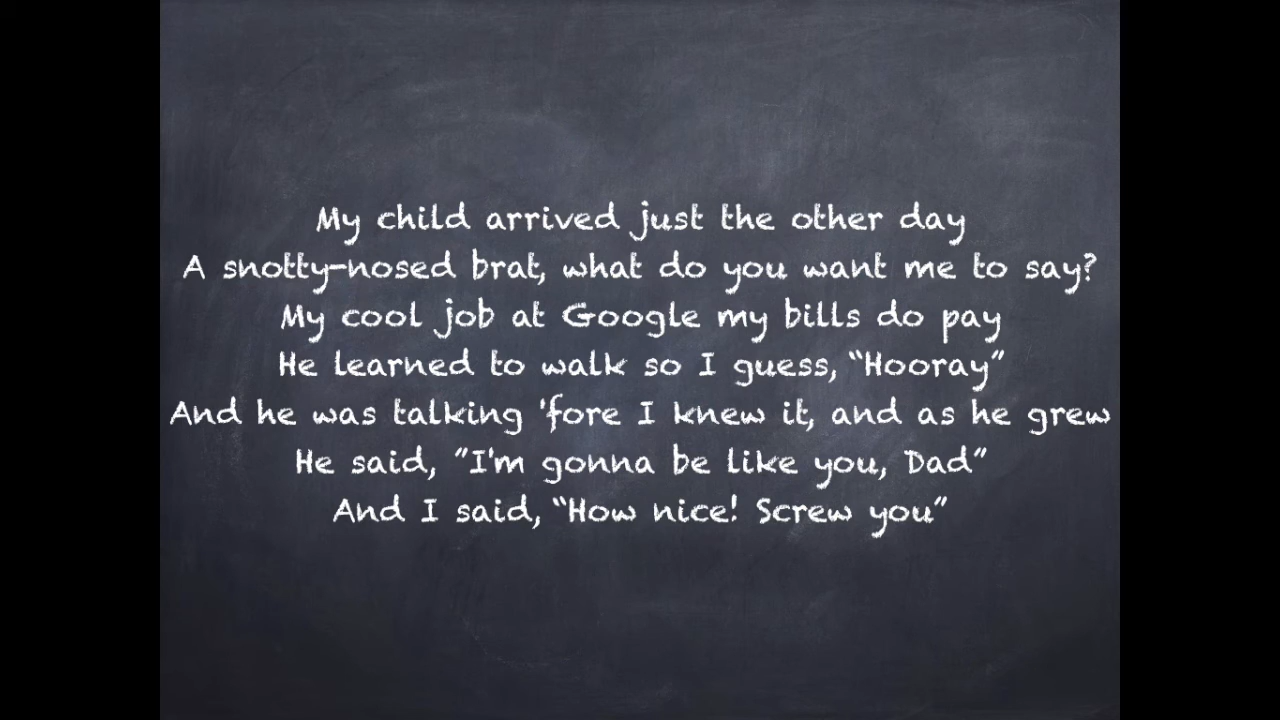 My child arrived just the other day
A snotty-nosed brat, what do you want me to say?
My cool job at Google my bills do pay
He learned to walk so I guess, “Hooray”
And he was talking 'fore I knew it, and as he grew
He said, “I'm gonna be like you, Dad”
And I said, “How nice! Screw you”